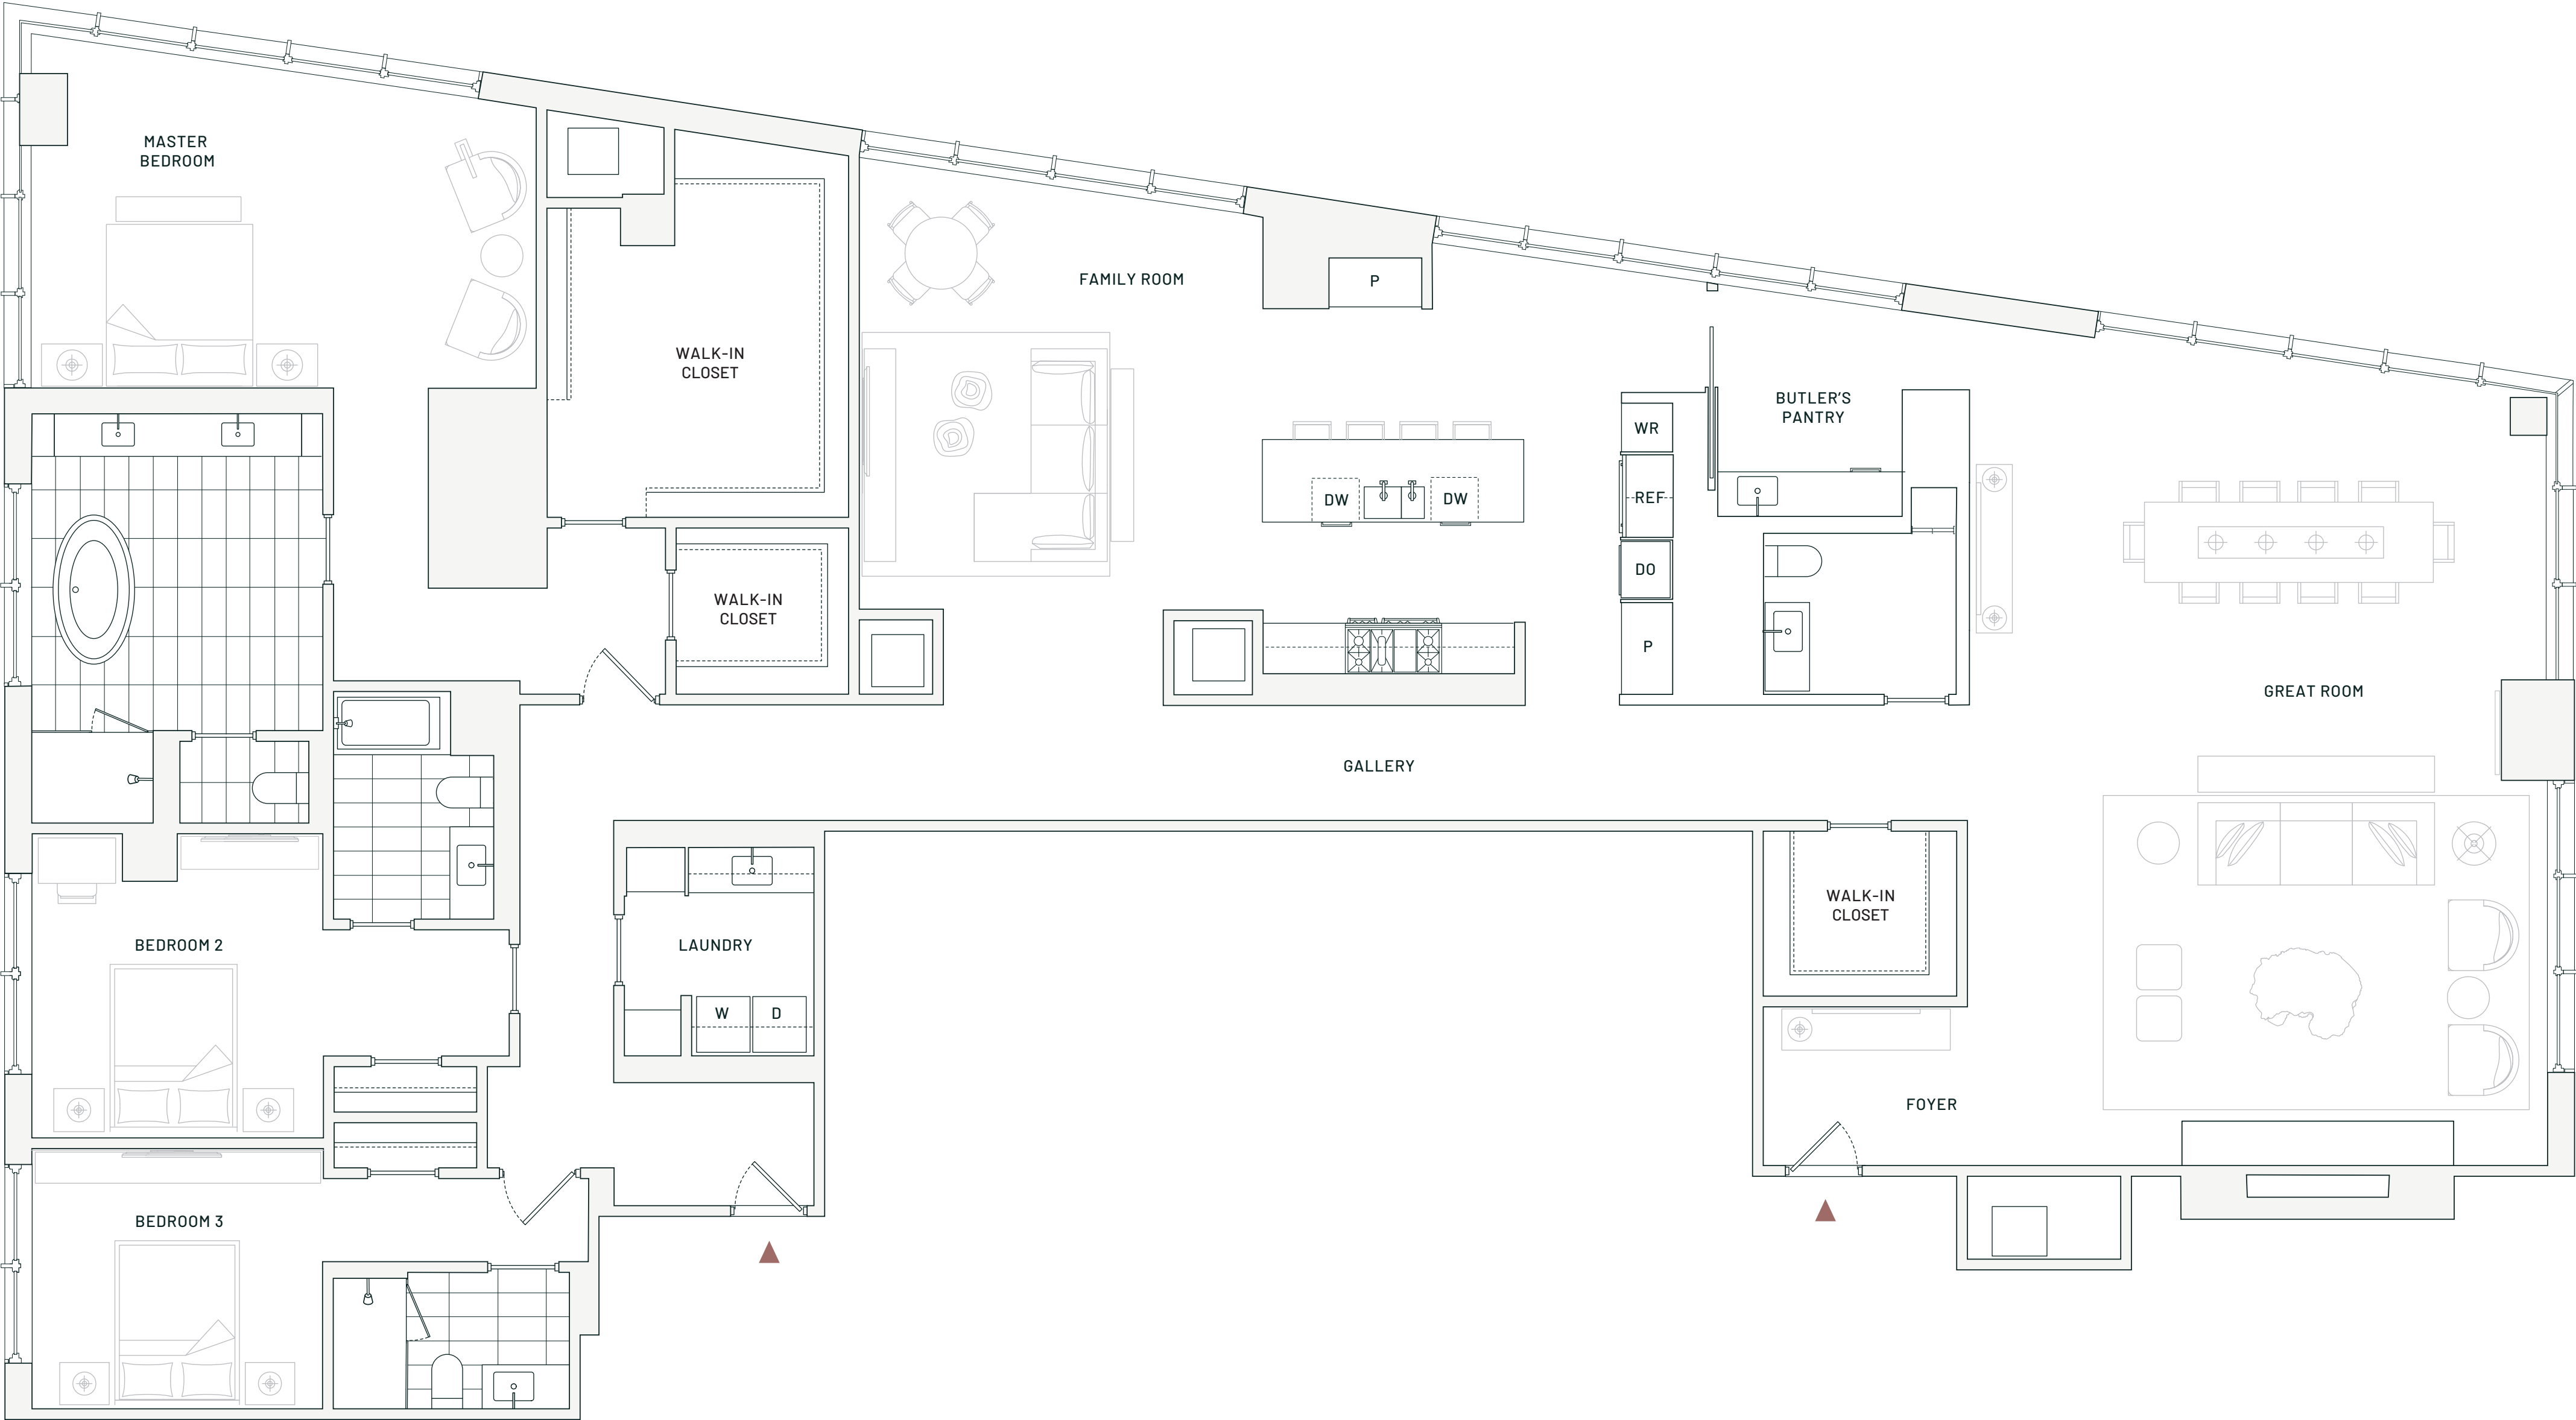 MASTER
BEDROOM
FAMILY ROOM
P
WALK-IN
CLOSET
BUTLER'S
PANTRY
WR
REF
DW
DW
DO
WALK-IN
CLOSET
P
GREAT ROOM
GALLERY
WALK-IN
CLOSET
BEDROOM 2
LAUNDRY
W
D
FOYER
BEDROOM 3